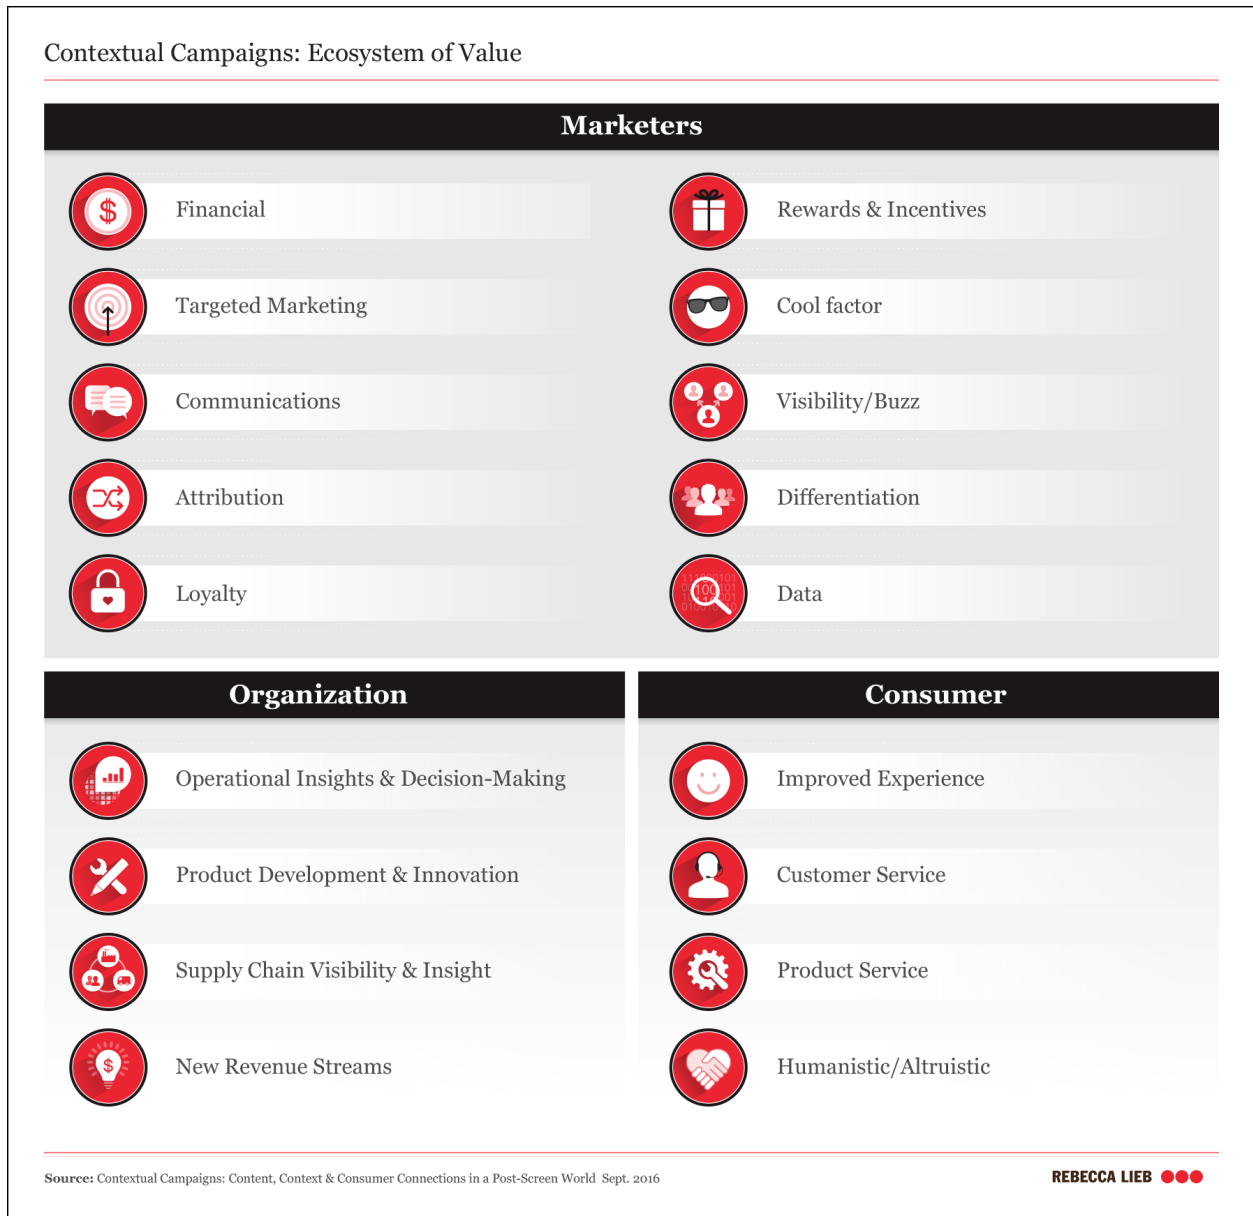 Contextual Campaigns: Ecosystem of Value
Marketers
$
Financial
Rewards & Incentives
Targeted Marketing
Cool factor
Communications
Visibility/Buzz
Attribution
Differentiation
Loyalty
100
Data
Organization
Consumer
Operational Insights & Decision-Making
Improved Experience
Product Development & Innovation
Customer Service
Supply Chain Visibility & Insight
Product Service
$
New Revenue Streams
Humanistic/Altruistic
Source: Contextual Campaigns: Content, Context & Consumer Connections in a Post-Screen World Sept. 2016
REBECCA LIEB